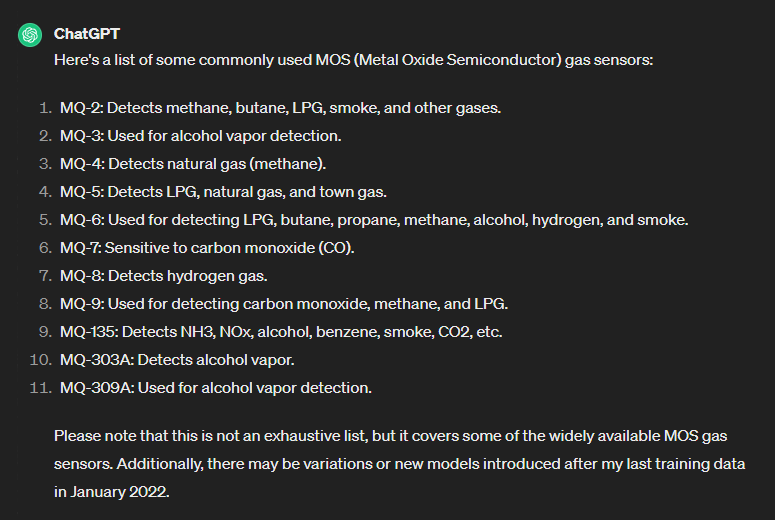 ChatGPT
Here's a list of some commonly used MOS (Metal Oxide Semiconductor) gas sensors:
1. MQ-2: Detects methane, butane, LPG, smoke, and other gases.
2. MQ-3: Used for alcohol vapor detection.
3. MQ-4: Detects natural gas (methane).
4. MQ-5: Detects LPG, natural gas, and town gas.
5. MQ-6: Used for detecting LPG, butane, propane, methane, alcohol, hydrogen, and smoke.
6. MQ-7: Sensitive to carbon monoxide (CO).
7. MQ-8: Detects hydrogen gas.
8. MQ-9: Used for detecting carbon monoxide, methane, and LPG.
9. MQ-135: Detects NH3, NOx, alcohol, benzene, smoke, CO2, etc.
10. MQ-303A: Detects alcohol vapor.
11. MQ-309A: Used for alcohol vapor detection.
Please note that this is not an exhaustive list, but it covers some of the widely available MOS gas
sensors. Additionally, there may be variations or new models introduced after my last training data
in January 2022.